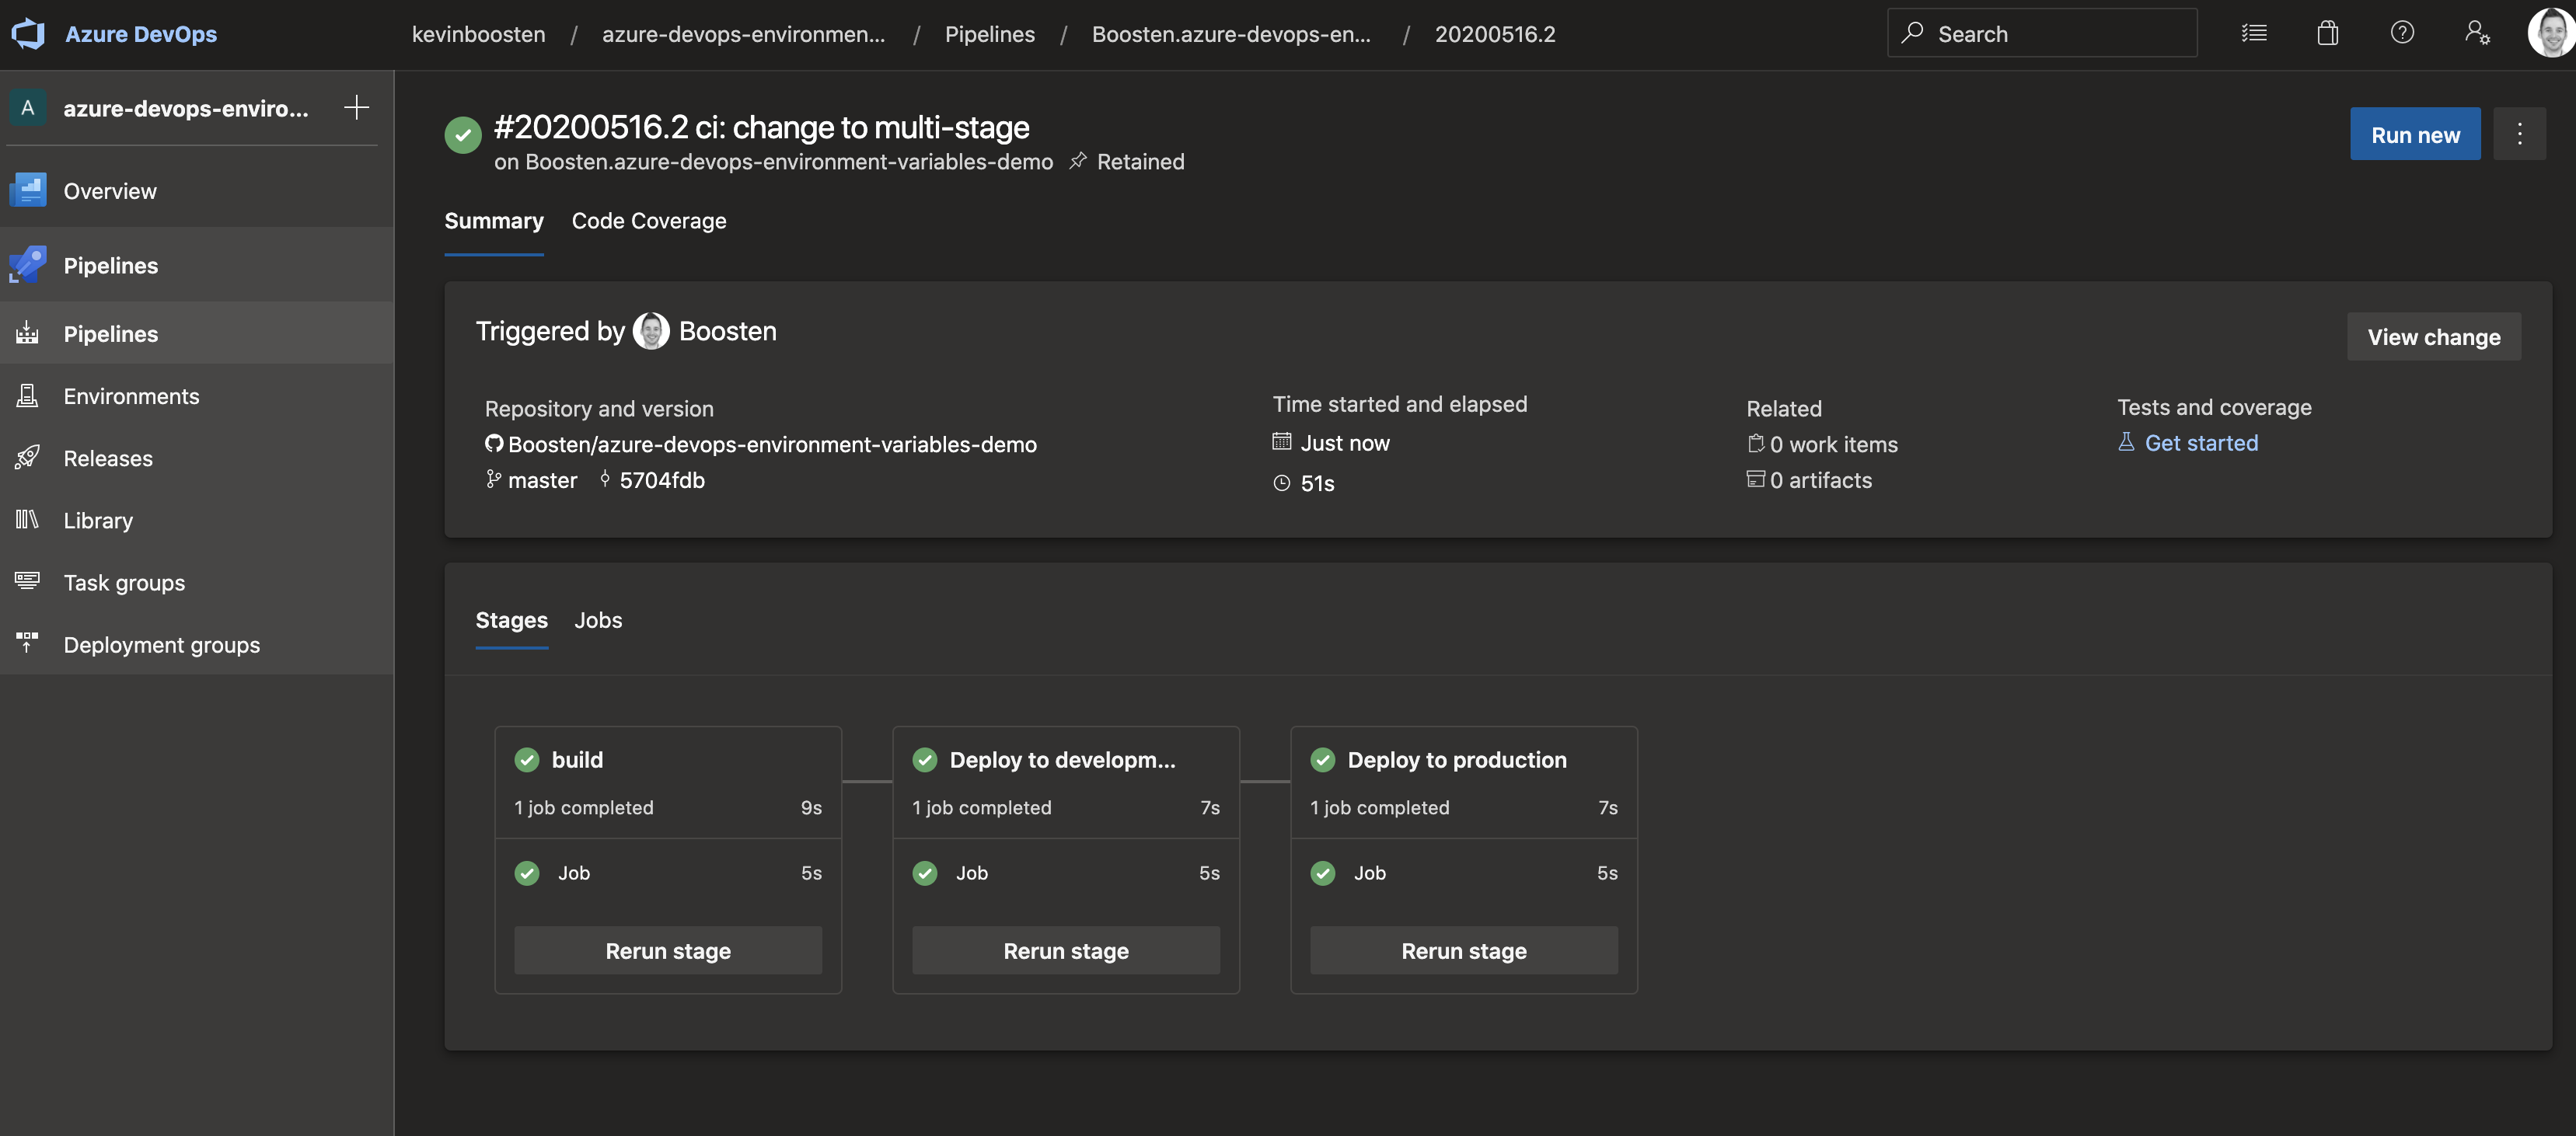 Azure DevOps
kevinboosten / azure-devops-environmen... / Pipelines / Boosten.azure-devops-en... / 20200516.2
Search
A azure-devops-enviro...
Overview
Pipelines
Pipelines
Environments
Releases
Library
Task groups
Deployment groups
#20200516.2 ci: change to multi-stage
on Boosten.azure-devops-environment-variables-demo Retained
Run new
Summary Code Coverage
Triggered by Boosten
View change
Repository and version
Boosten/azure-devops-environment-variables-demo
master 5704fdb
Time started and elapsed
Just now
51s
Related
0 work items
0 artifacts
Tests and coverage
Get started
Stages Jobs
build
1 job completed 9s
Job 5s
Rerun stage
Deploy to developm...
1 job completed 7s
Job 5s
Rerun stage
Deploy to production
1 job completed 7s
Job 5s
Rerun stage